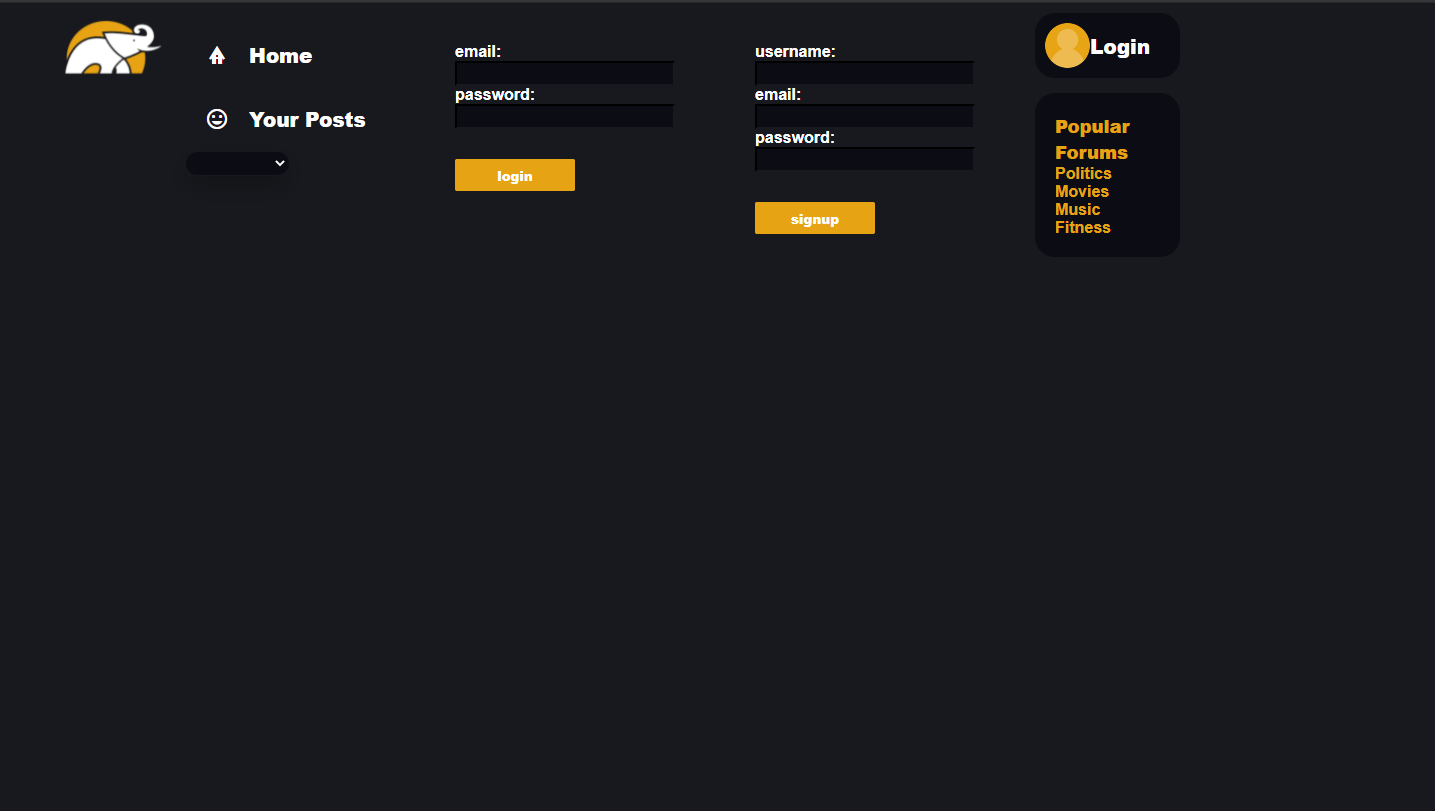 Home
Your Posts
email:
password:
login
username:
email:
password:
signup
Login
Popular
Forums
Politics
Movies
Music
Fitness